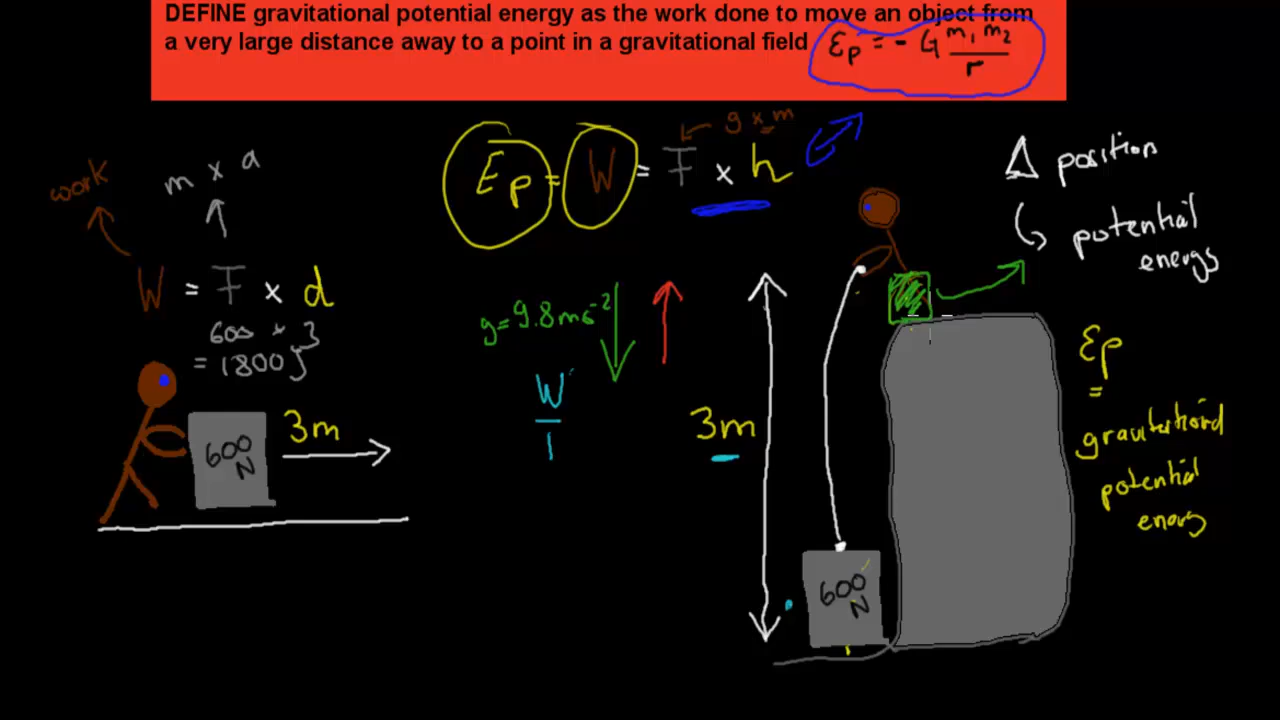 DEFINE gravitational potential energy as the work done to move an object from
a very large distance away to a point in a gravitational field
Ep = - G m₁ m₂ / r
work
m x a
W = F x d
600 x 3
= 1800 J
600 N
3m
g x m
Ep = W = F x h
g = 9.8ms⁻²
W
3m
600 N
Δ position
potential
energy
Ep
=
gravitational
potential
energy